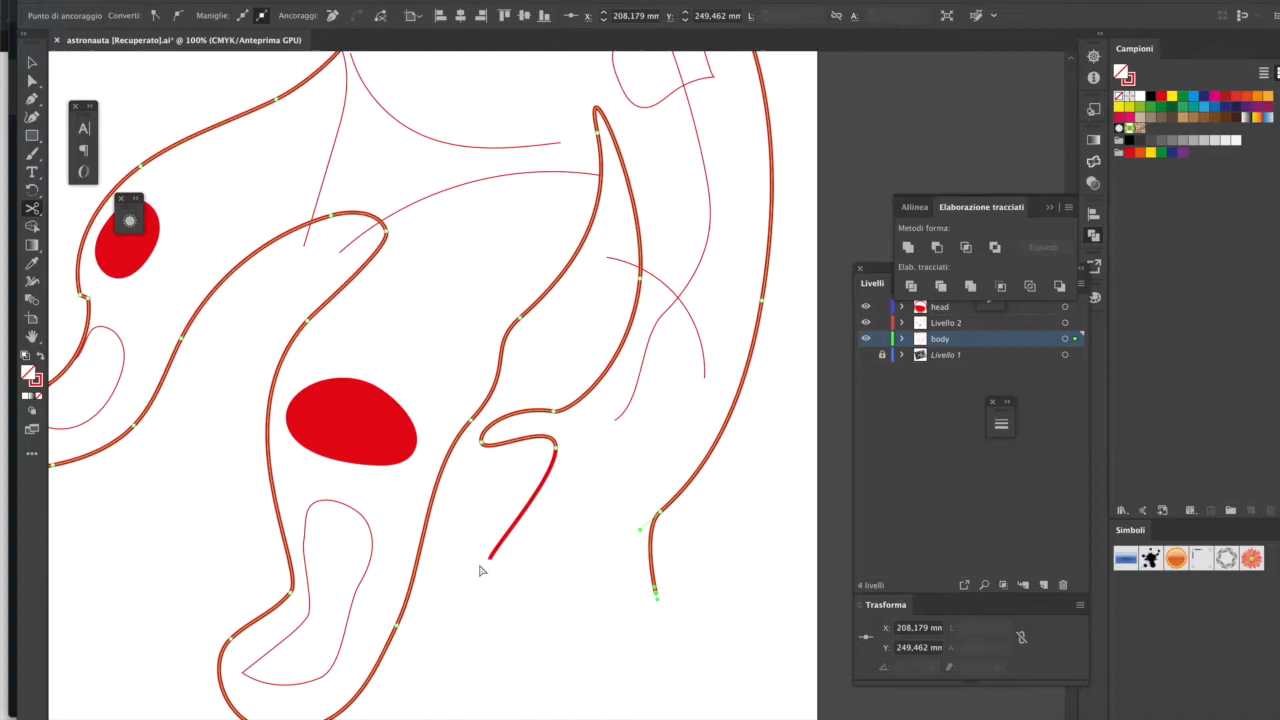 Punto di ancoraggio Converti: Maniglie: Ancoraggi: X: 208,179 mm Y: 249,462 mm L: A:
astronauta [Recuperato].ai* @ 100% (CMYK/Anteprima GPU)
Campioni
Allinea Elaborazione tracciati
Metodi forma:
Espandi
Elab. tracciati:
Livelli
head
Livello 2
body
Livello 1
4 livelli
Simboli
Trasforma
X: 208,179 mm L:
Y: 249,462 mm A: